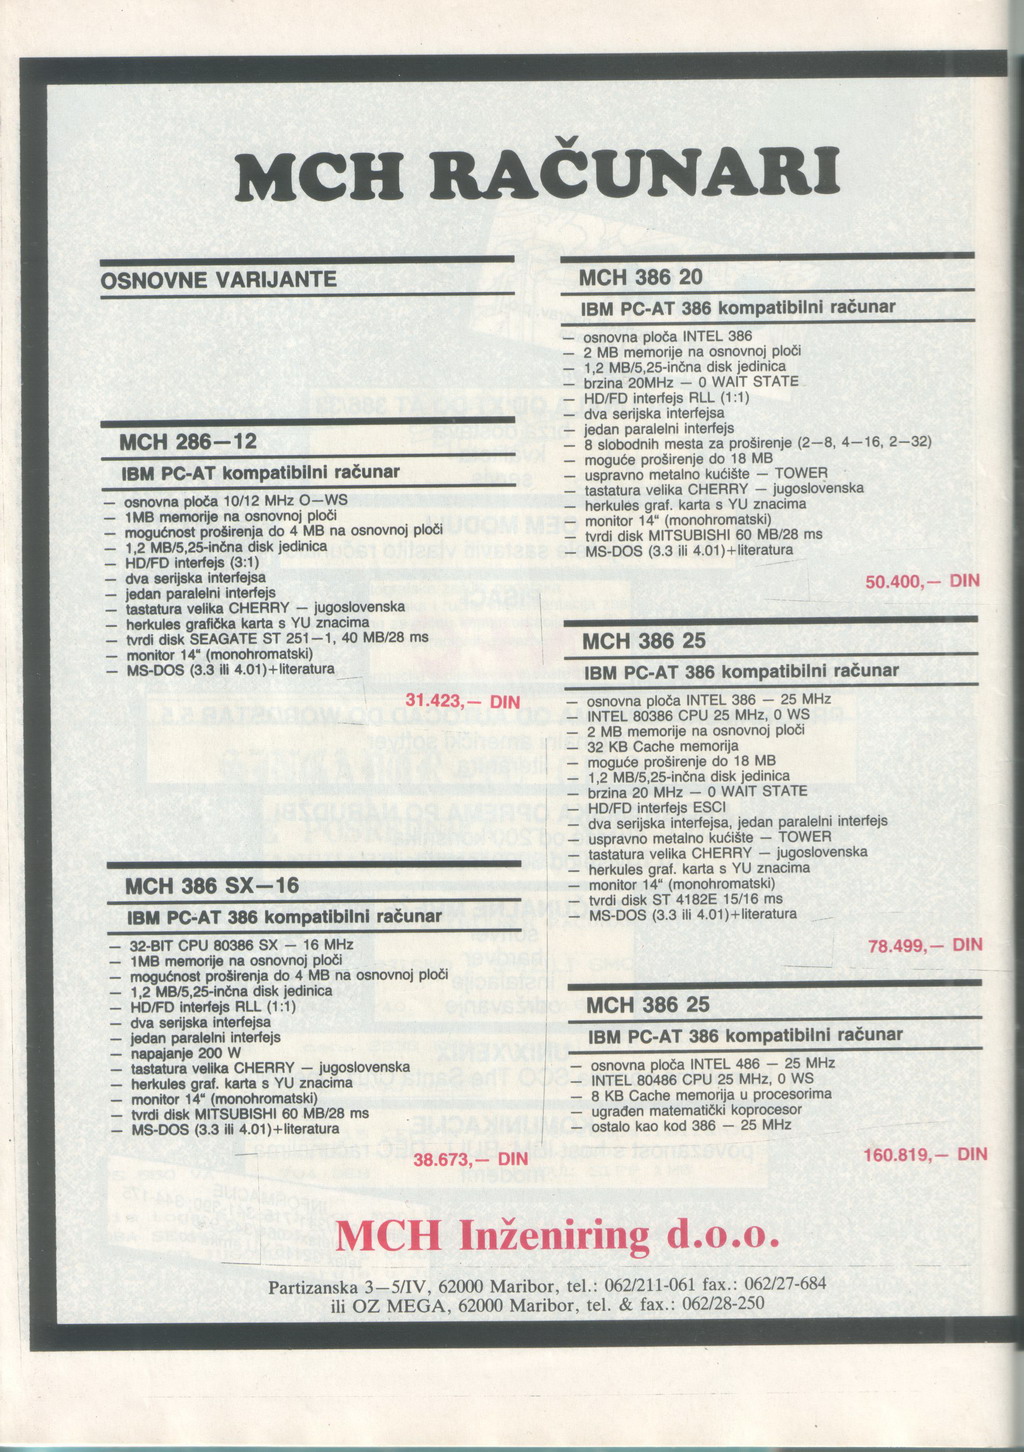 MCH RAČUNARI
OSNOVNE VARIJANTE
MCH 286—12
IBM PC-AT kompatibilni računar
— osnovna ploča 10/12 MHz O—WS
— 1MB memorije na osnovnoj ploči
— mogućnost proširenja do 4 MB na osnovnoj ploči
— 1,2 MB/5,25-inčna disk jedinica
— HD/FD interfejs (3:1)
— dva serijska interfejsa
— jedan paralelni interfejs
— tastatura velika CHERRY — jugoslovenska
— herkules grafička karta s YU znacima
— tvrdi disk SEAGATE ST 251—1, 40 MB/28 ms
— monitor 14" (monohromatski)
— MS-DOS (3.3 ili 4.01)+literatura
31.423,— DIN
MCH 386 SX—16
IBM PC-AT 386 kompatibilni računar
— 32-BIT CPU 80386 SX — 16 MHz
— 1MB memorije na osnovnoj ploči
— mogućnost proširenja do 4 MB na osnovnoj ploči
— 1,2 MB/5,25-inčna disk jedinica
— HD/FD interfejs RLL (1:1)
— dva serijska interfejsa
— jedan paralelni interfejs
— napajanje 200 W
— tastatura velika CHERRY — jugoslovenska
— herkules graf. karta s YU znacima
— monitor 14" (monohromatski)
— tvrdi disk MITSUBISHI 60 MB/28 ms
— MS-DOS (3.3 ili 4.01)+literatura
38.673,— DIN
MCH 386 20
IBM PC-AT 386 kompatibilni računar
— osnovna ploča INTEL 386
— 2 MB memorije na osnovnoj ploči
— 1,2 MB/5,25-inčna disk jedinica
— brzina 20MHz — 0 WAIT STATE
— HD/FD interfejs RLL (1:1)
— dva serijska interfejsa
— jedan paralelni interfejs
— 8 slobodnih mesta za proširenje (2—8, 4—16, 2—32)
— moguće proširenje do 18 MB
— uspravno metalno kućište — TOWER
— tastatura velika CHERRY — jugoslovenska
— herkules graf. karta s YU znacima
— monitor 14" (monohromatski)
— tvrdi disk MITSUBISHI 60 MB/28 ms
— MS-DOS (3.3 ili 4.01)+literatura
50.400,— DIN
MCH 386 25
IBM PC-AT 386 kompatibilni računar
— osnovna ploča INTEL 386 — 25 MHz
— INTEL 80386 CPU 25 MHz, 0 WS
— 2 MB memorije na osnovnoj ploči
— 32 KB Cache memorija
— moguće proširenje do 18 MB
— 1,2 MB/5,25-inčna disk jedinica
— brzina 20 MHz — 0 WAIT STATE
— HD/FD interfejs ESCI
— dva serijska interfejsa, jedan paralelni interfejs
— uspravno metalno kućište — TOWER
— tastatura velika CHERRY — jugoslovenska
— herkules graf. karta s YU znacima
— monitor 14" (monohromatski)
— tvrdi disk ST 4182E 15/16 ms
— MS-DOS (3.3 ili 4.01)+literatura
78.499,— DIN
MCH 386 25
IBM PC-AT 386 kompatibilni računar
— osnovna ploča INTEL 486 — 25 MHz
— INTEL 80486 CPU 25 MHz, 0 WS
— 8 KB Cache memorija u procesorima
— ugrađen matematički koprocesor
— ostalo kao kod 386 — 25 MHz
160.819,— DIN
MCH Inženiring d.o.o.
Partizanska 3—5/IV, 62000 Maribor, tel.: 062/211-061 fax.: 062/27-684
ili OZ MEGA, 62000 Maribor, tel. & fax.: 062/28-250